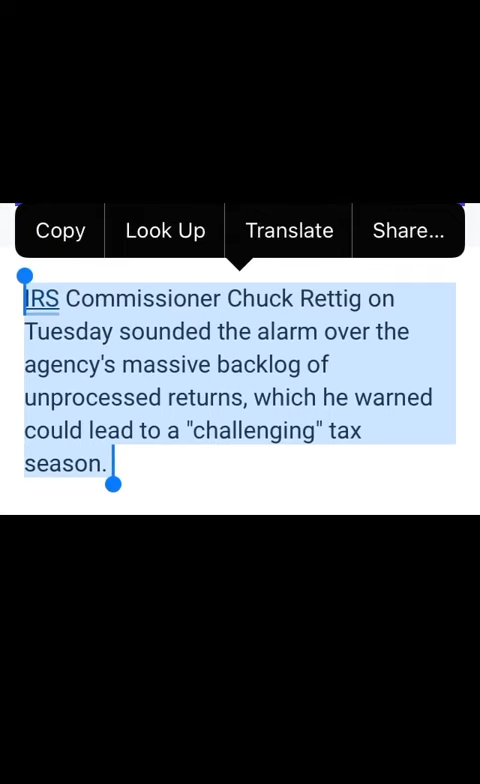 Copy Look Up Translate Share...
IRS Commissioner Chuck Rettig on
Tuesday sounded the alarm over the
agency's massive backlog of
unprocessed returns, which he warned
could lead to a "challenging" tax
season.